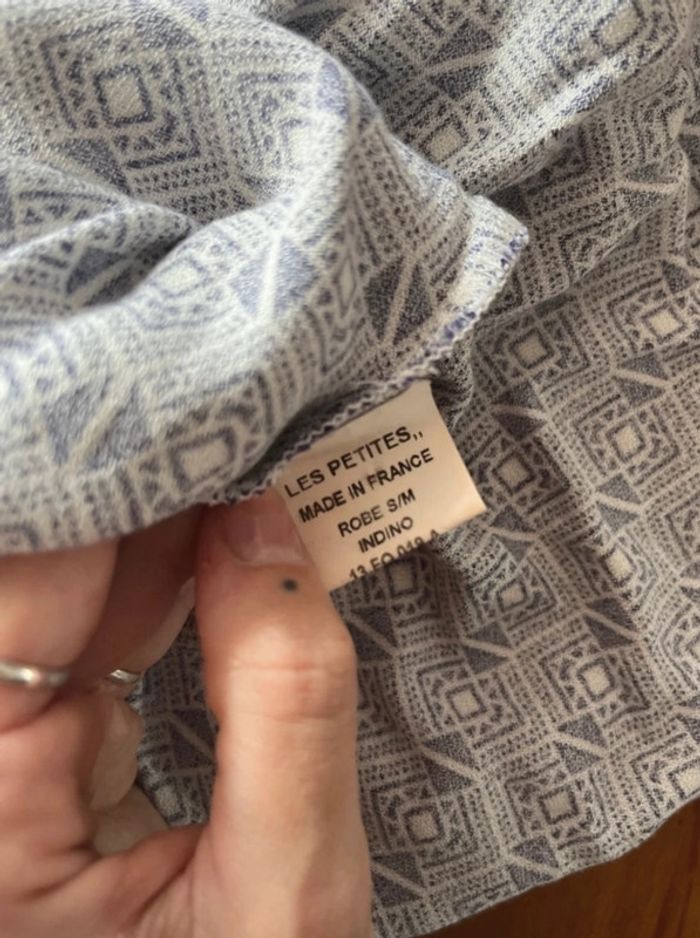 LES PETITES,,
MADE IN FRANCE
ROBE S/M
INDINO